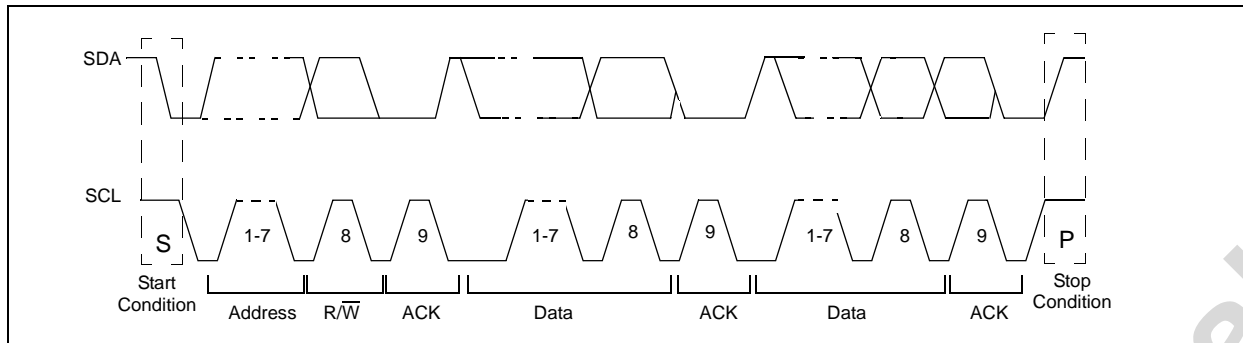 SDA
SCL
S 1-7 8 9 1-7 8 9 1-7 8 9 P
Start Condition Address R/W̅ ACK Data ACK Data ACK Stop Condition